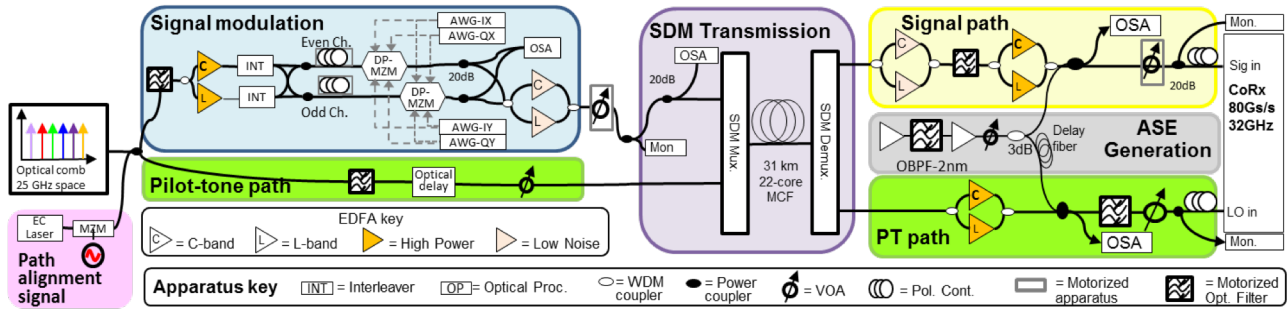 Signal modulation
AWG-IX
AWG-QX
Even Ch.
C
INT
DP-
MZM
20dB
OSA
L
INT
Odd Ch.
DP-
MZM
C
L
AWG-IY
AWG-QY
Optical comb
25 GHz space
Pilot-tone path
Optical
delay
EC
Laser
MZM
Path
alignment
signal
SDM Transmission
OSA
20dB
Mon
SDM Mux.
31 km
22-core
MCF
SDM Demux.
Signal path
C
L
C
L
OSA
20dB
Mon.
Sig in
CoRx
80Gs/s
32GHz
LO in
Mon.
OBPF-2nm
3dB
Delay
fiber
ASE
Generation
C
L
OSA
PT path
EDFA key
C = C-band
L = L-band
= High Power
= Low Noise
Apparatus key
INT = Interleaver
OP = Optical Proc.
= WDM
coupler
= Power
coupler
= VOA
= Pol. Cont.
= Motorized
apparatus
= Motorized
Opt. Filter